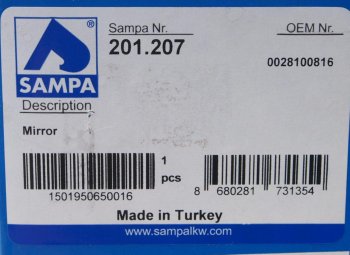 Sampa Nr.
OEM Nr.
201.207
0028100816
SAMPA
Description
Mirror
1
pcs
1501950650016
8 680281 731354
Made in Turkey
www.sampalkw.com